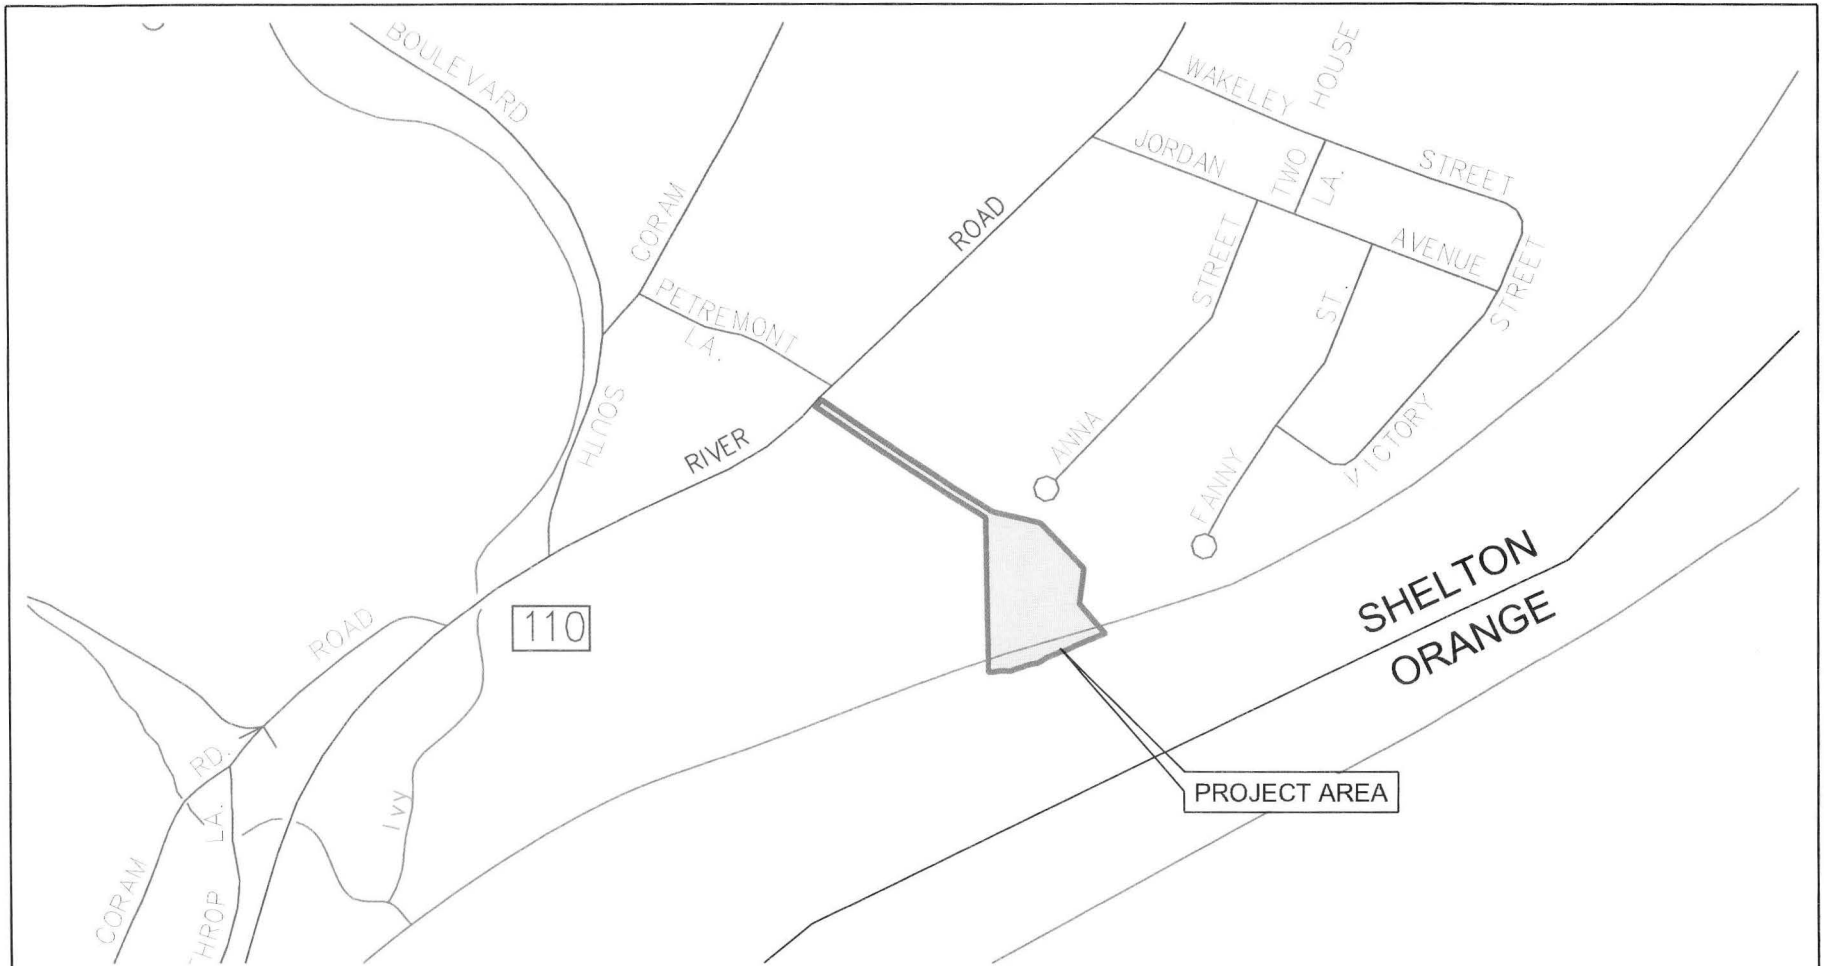 BOULEVARD
WAKELEY
HOUSE
JORDAN
TWO
LA.
STREET
CORAM
ROAD
STREET
AVENUE
STREET
PETREMONT
LA.
ST.
SOUTH
RIVER
ANNA
FANNY
VICTORY
SHELTON
ORANGE
110
ROAD
RD.
LA.
Ivy
PROJECT AREA
CORAM
THROP